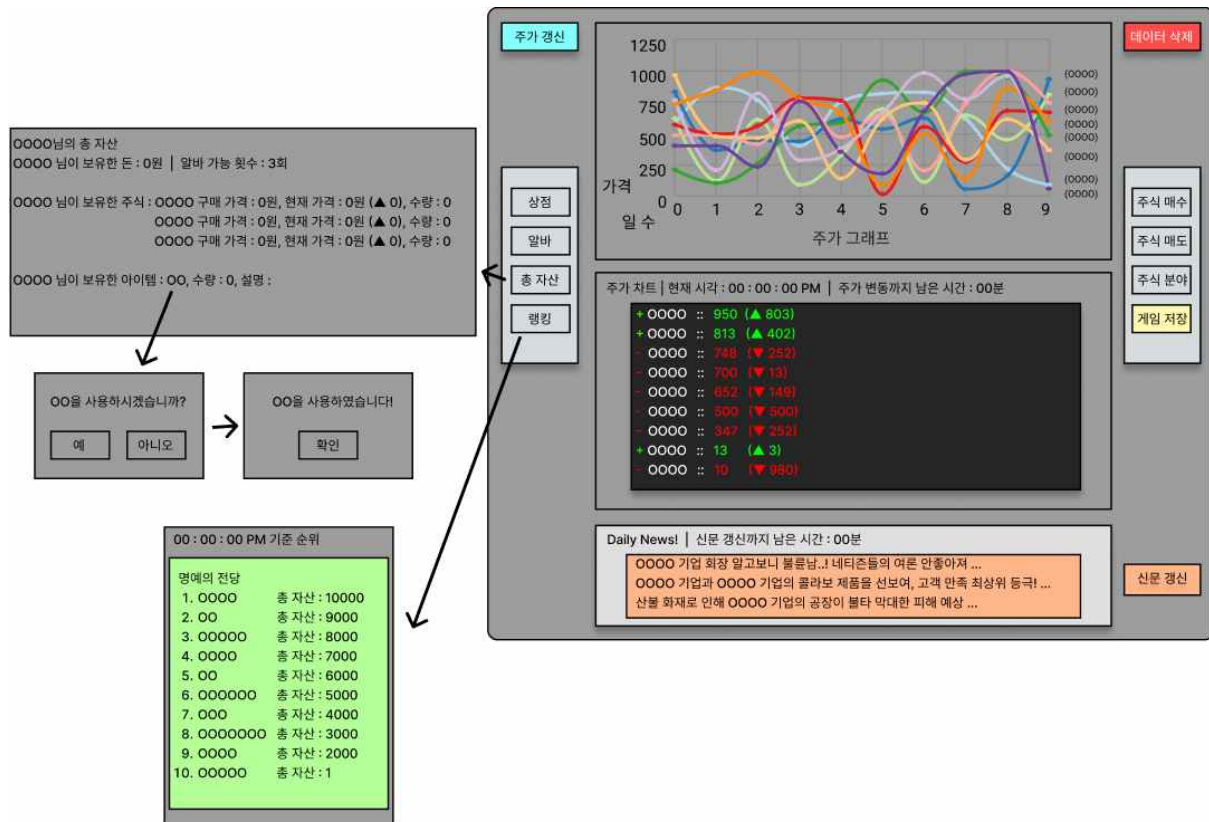 주가 갱신
데이터 삭제
1250
1000
750
500
250
0
가격
일 수
0 1 2 3 4 5 6 7 8 9
주가 그래프
(0000)
(0000)
(0000)
(0000)
(0000)
(0000)
(0000)
(0000)
OOOO님의 총 자산
OOOO 님이 보유한 돈 : 0원 | 알바 가능 횟수 : 3회
OOOO 님이 보유한 주식 : OOOO 구매 가격 : 0원, 현재 가격 : 0원 (▲ 0), 수량 : 0
OOOO 구매 가격 : 0원, 현재 가격 : 0원 (▲ 0), 수량 : 0
OOOO 구매 가격 : 0원, 현재 가격 : 0원 (▲ 0), 수량 : 0
OOOO 님이 보유한 아이템 : OO, 수량 : 0, 설명 :
상점
알바
총 자산
랭킹
주식 매수
주식 매도
주식 분야
게임 저장
주가 차트 | 현재 시각 : 00 : 00 : 00 PM | 주가 변동까지 남은 시간 : 00분
+ OOOO :: 950 (▲ 803)
+ OOOO :: 813 (▲ 402)
- OOOO :: 748 (▼ 252)
- OOOO :: 700 (▼ 13)
- OOOO :: 652 (▼ 149)
- OOOO :: 500 (▼ 500)
- OOOO :: 347 (▼ 252)
+ OOOO :: 13 (▲ 3)
- OOOO :: 10 (▼ 980)
OO을 사용하시겠습니까?
예 아니오
OO을 사용하였습니다!
확인
Daily News! | 신문 갱신까지 남은 시간 : 00분
OOOO 기업 회장 알고보니 불륜남..! 네티즌들의 여론 안좋아져 ...
OOOO 기업과 OOOO 기업의 콜라보 제품을 선보여, 고객 만족 최상위 등극! ...
산불 화재로 인해 OOOO 기업의 공장이 불타 막대한 피해 예상 ...
신문 갱신
00 : 00 : 00 PM 기준 순위
명예의 전당
1. OOOO 총 자산 : 10000
2. OO 총 자산 : 9000
3. OOOOO 총 자산 : 8000
4. OOOO 총 자산 : 7000
5. OO 총 자산 : 6000
6. OOOOOO 총 자산 : 5000
7. OOO 총 자산 : 4000
8. OOOOOOO 총 자산 : 3000
9. OOOO 총 자산 : 2000
10. OOOOO 총 자산 : 1